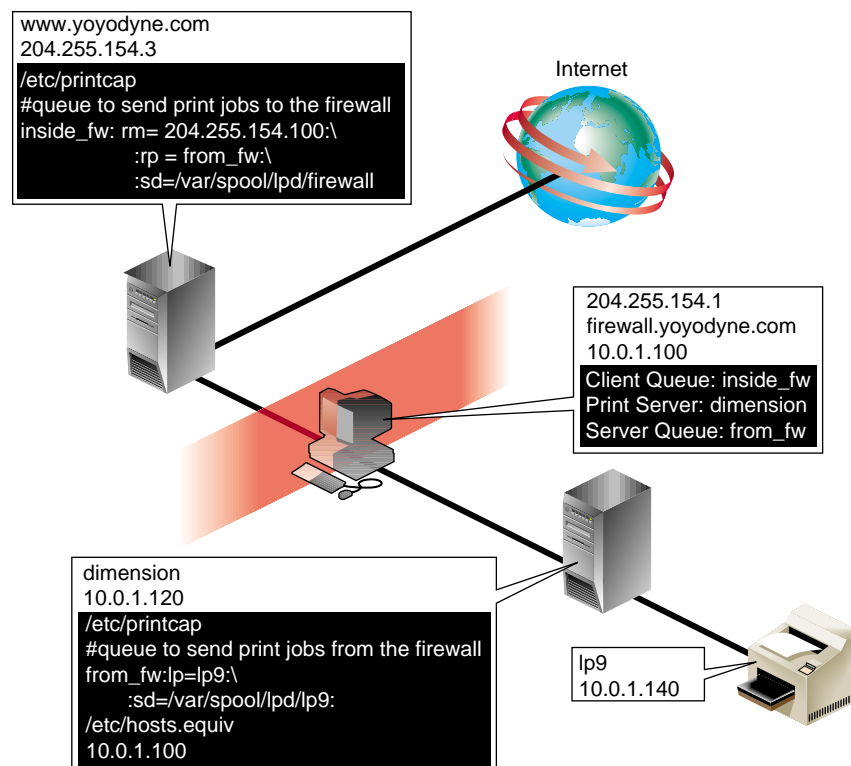 www.yoyodyne.com
204.255.154.3
/etc/printcap
#queue to send print jobs to the firewall
inside_fw: rm= 204.255.154.100:\
:rp = from_fw:\
:sd=/var/spool/lpd/firewall
Internet
204.255.154.1
firewall.yoyodyne.com
10.0.1.100
Client Queue: inside_fw
Print Server: dimension
Server Queue: from_fw
dimension
10.0.1.120
/etc/printcap
#queue to send print jobs from the firewall
from_fw:lp=lp9:\
:sd=/var/spool/lpd/lp9:
/etc/hosts.equiv
10.0.1.100
lp9
10.0.1.140